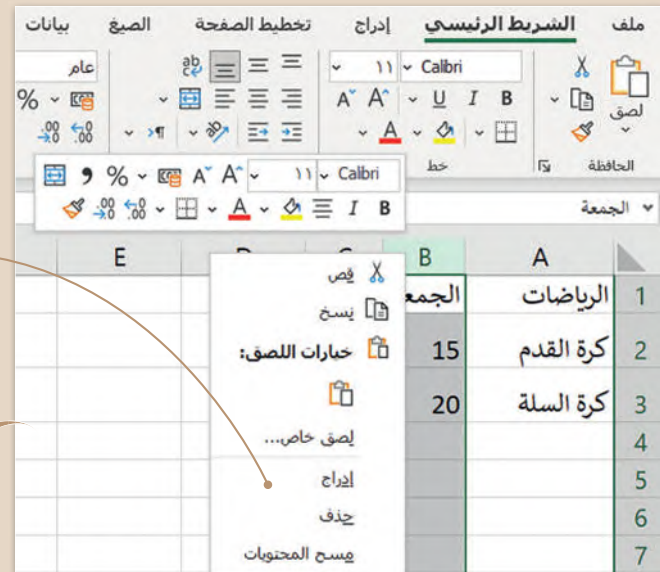 ملف الشريط الرئيسي إدراج تخطيط الصفحة الصيغ بيانات
لصق
Calibri ١١
ab
عام
B I U A A
A
% 
الحافظة
خط
Calibri ١١ A A %
B I A
الجمعة
A B E
1 الرياضات
2 كرة القدم 15
3 كرة السلة 20
4
5
6
7
قص
نسخ
خيارات اللصق:
لصق خاص...
إدراج
حذف
مسح المحتويات